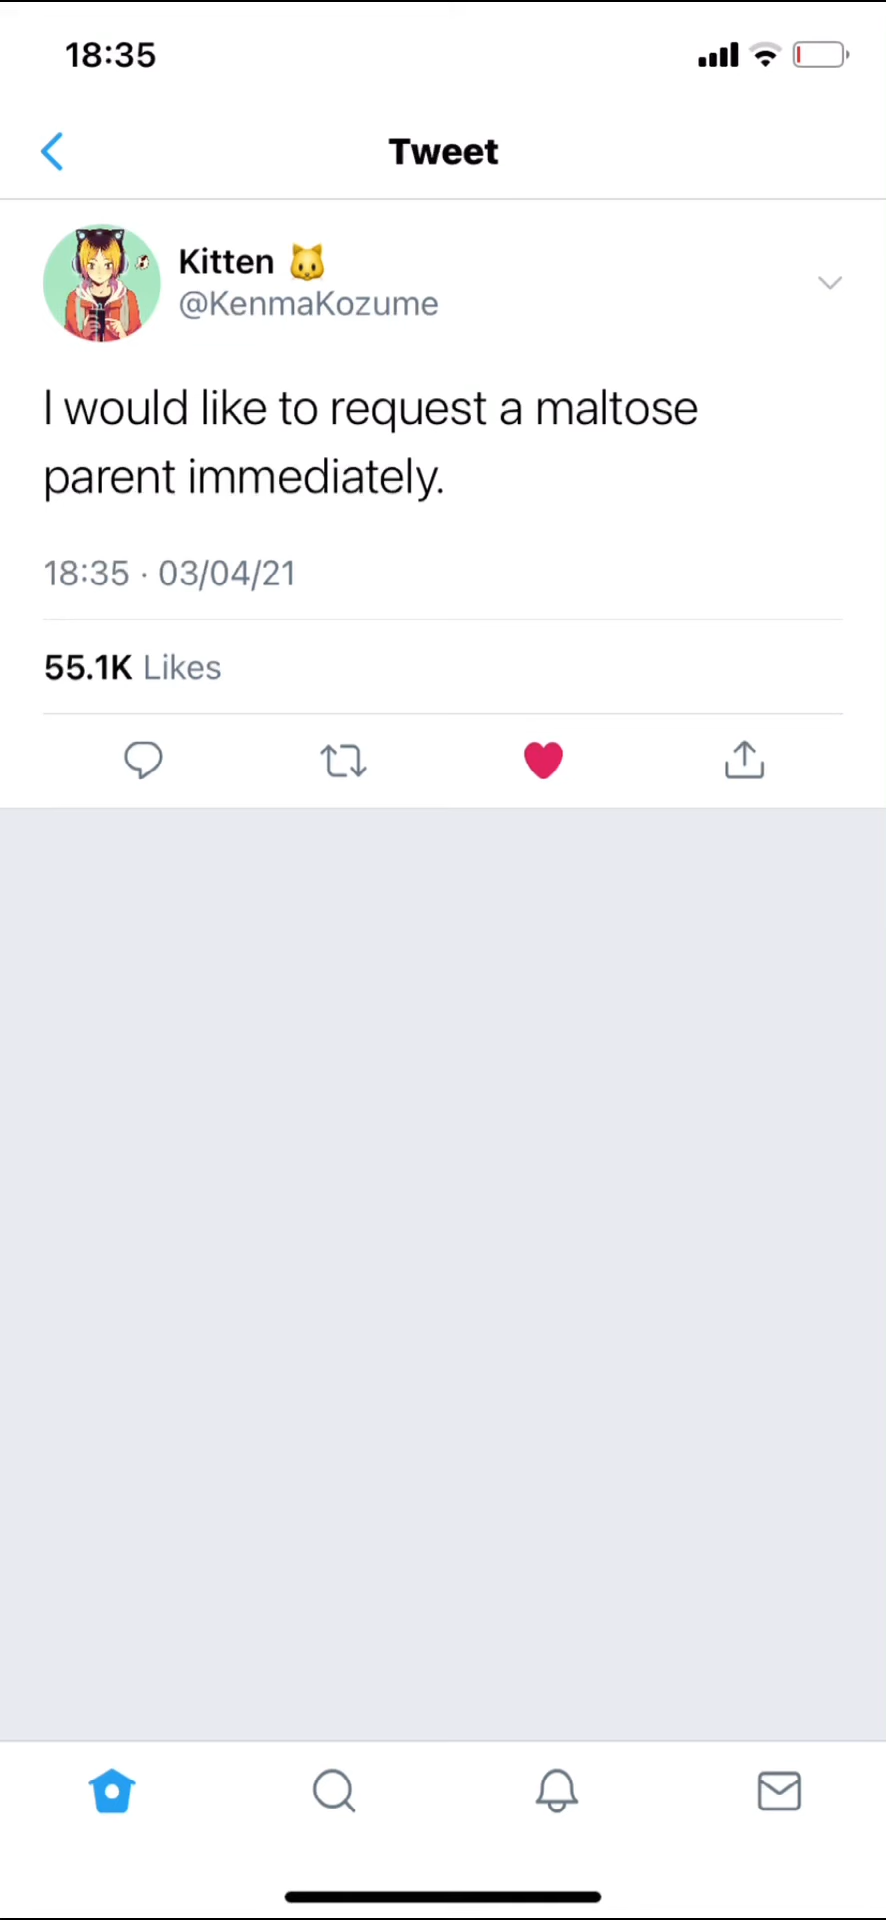 18:35
Tweet
Kitten 🐱
@KenmaKozume
I would like to request a maltose
parent immediately.
18:35 · 03/04/21
55.1K Likes